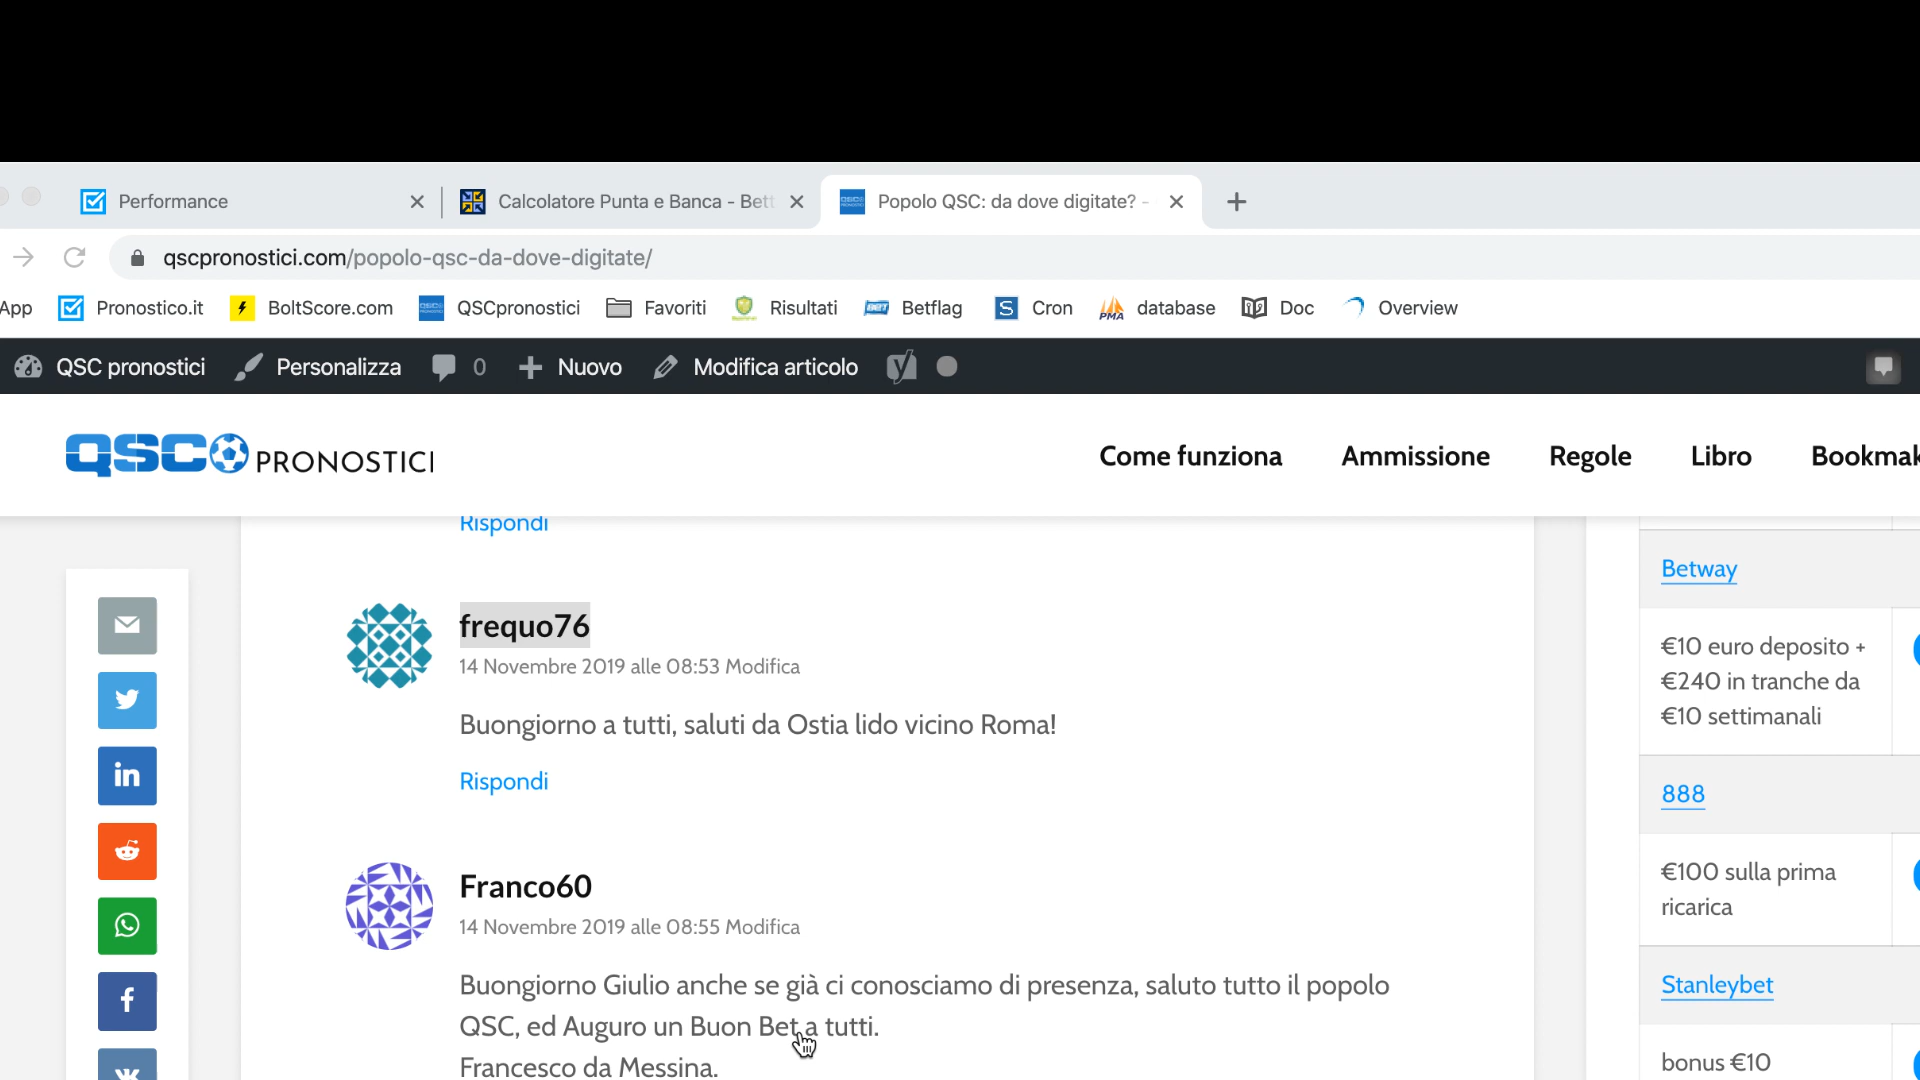 Performance
Calcolatore Punta e Banca - Bett
Popolo QSC: da dove digitate? -
qscpronostici.com/popolo-qsc-da-dove-digitate/
App Pronostico.it BoltScore.com QSCpronostici Favoriti Risultati Betflag Cron database Doc Overview
QSC pronostici Personalizza 0 Nuovo Modifica articolo
QSC PRONOSTICI
Come funziona Ammissione Regole Libro Bookmak
Rispondi
frequo76
14 Novembre 2019 alle 08:53 Modifica
Buongiorno a tutti, saluti da Ostia lido vicino Roma!
Rispondi
Franco60
14 Novembre 2019 alle 08:55 Modifica
Buongiorno Giulio anche se già ci conosciamo di presenza, saluto tutto il popolo
QSC, ed Auguro un Buon Bet a tutti.
Francesco da Messina.
Betway
€10 euro deposito +
€240 in tranche da
€10 settimanali
888
€100 sulla prima
ricarica
Stanleybet
bonus €10